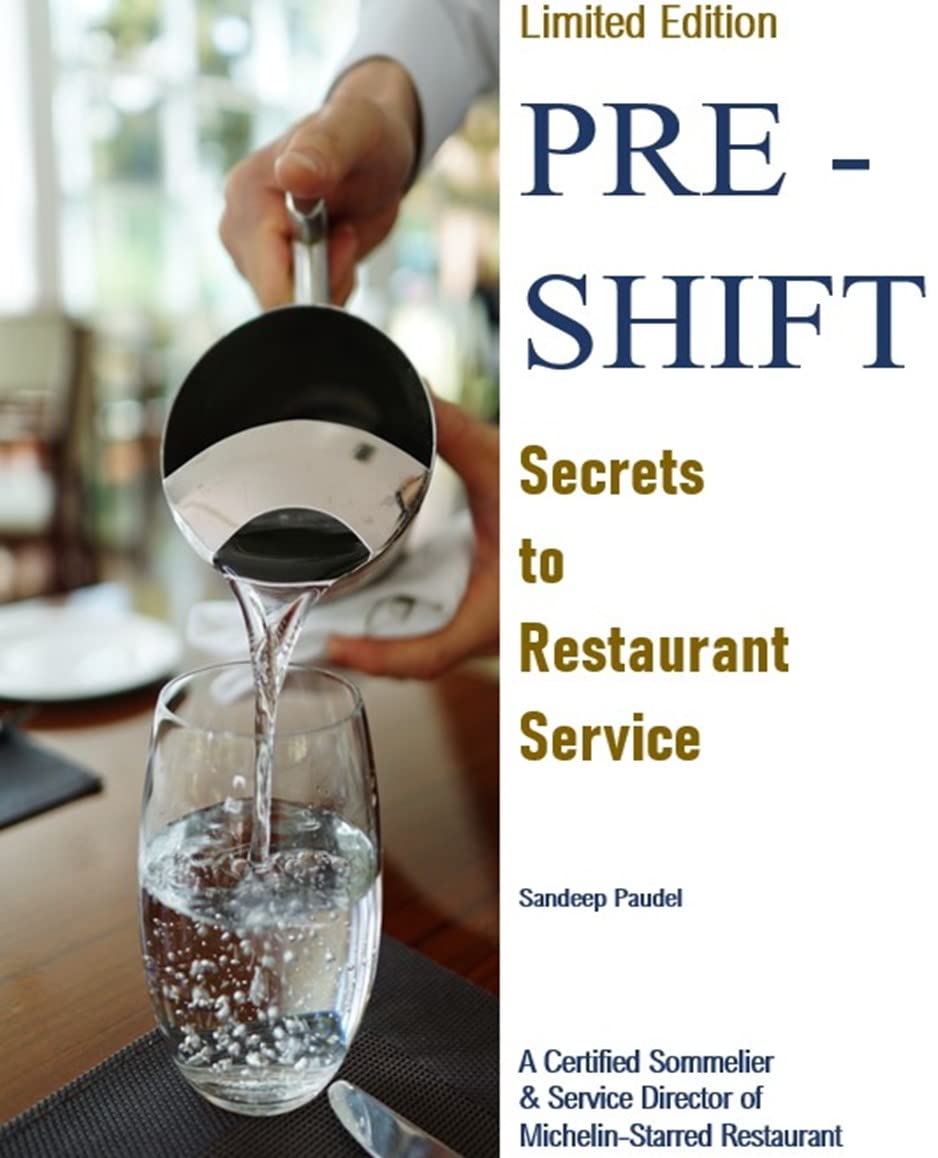 Limited Edition
PRE -
SHIFT
Secrets
to
Restaurant
Service
Sandeep Paudel
A Certified Sommelier
& Service Director of
Michelin-Starred Restaurant